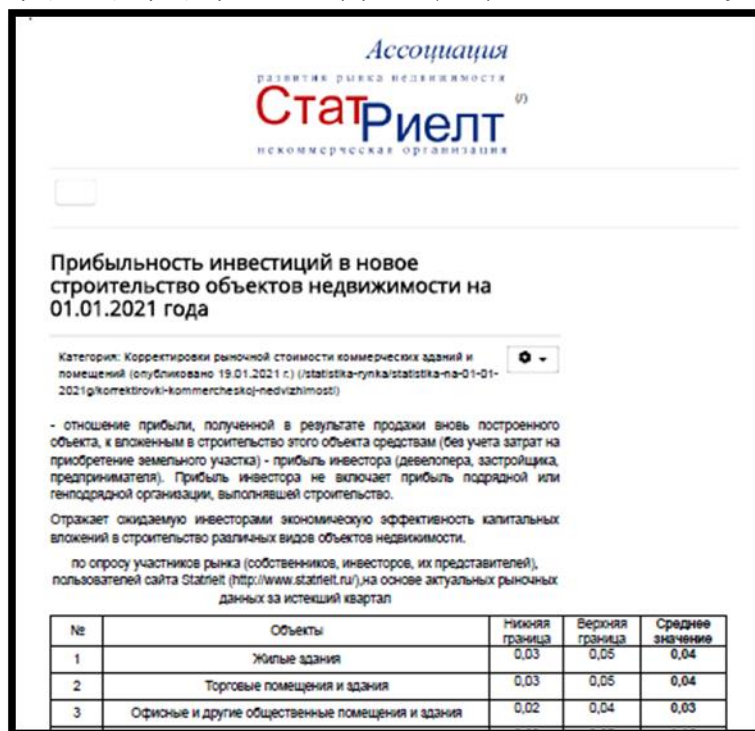 Ассоциация
развития рынка недвижимости
СтатРиелт
(/)
некоммерческая организация
Прибыльность инвестиций в новое
строительство объектов недвижимости на
01.01.2021 года
Категория: Корректировки рыночной стоимости коммерческих зданий и
помещений (опубликовано 19.01.2021 г.) (/statistika-rynka/statistika-na-01-01-
2021g/korrektirovki-kommercheskoj-nedvizhimosti)
- отношение прибыли, полученной в результате продажи вновь построенного
объекта, к вложенным в строительство этого объекта средствам (без учета затрат на
приобретение земельного участка) - прибыль инвестора (девелопера, застройщика,
предпринимателя). Прибыль инвестора не включает прибыль подрядной или
генподрядной организации, выполнявшей строительство.
Отражает ожидаемую инвесторами экономическую эффективность капитальных
вложений в строительство различных видов объектов недвижимости.
по опросу участников рынка (собственников, инвесторов, их представителей),
пользователей сайта Statrielt (http://www.statrielt.ru/),на основе актуальных рыночных
данных за истекший квартал
№ Объекты Нижняя граница Верхняя граница Среднее значение
1 Жилые здания 0,03 0,05 0,04
2 Торговые помещения и здания 0,03 0,05 0,04
3 Офисные и другие общественные помещения и здания 0,02 0,04 0,03